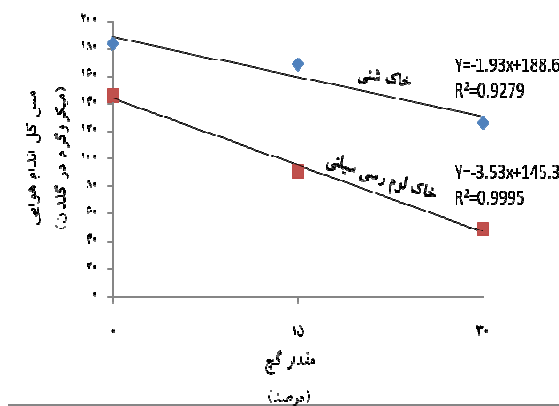 مس کل اندام هوایی
(میکروگرم در گلدان)
۲۰۰
۱۸۰
۱۶۰
۱۴۰
۱۲۰
۱۰۰
۸۰
۶۰
۴۰
۲۰
۰
خاک شنی
Y=-1.93x+188.6
R²=0.9279
خاک لوم رسی سیلتی
Y=-3.53x+145.3
R²=0.9995
۰ ۱۵ ۳۰
مقدار گچ
(درصد)